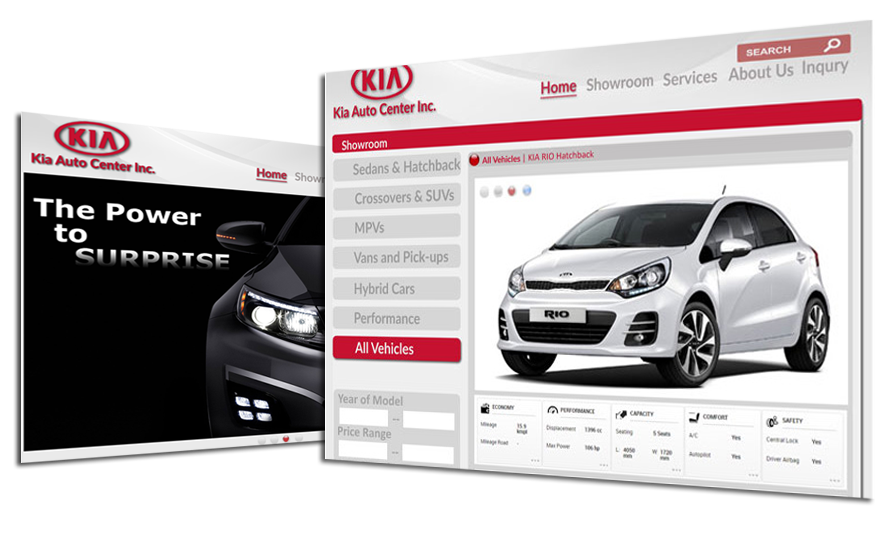 KIA
Kia Auto Center Inc.
Home Showr
The Power
to
SURPRISE
KIA
Kia Auto Center Inc.
SEARCH
Home Showroom Services About Us Inqury
Showroom
Sedans & Hatchback
Crossovers & SUVs
MPVs
Vans and Pick-ups
Hybrid Cars
Performance
All Vehicles
Year of Model
--
Price Range
--
All Vehicles | KIA RIO Hatchback
KIA
RIO
ECONOMY
Mileage 15.9 kmpl
Mileage Road -
PERFORMANCE
Displacement 1396 cc
Max Power 106 hp
CAPACITY
Seating 5 Seats
L: 4050 mm W: 1720 mm
COMFORT
A/C Yes
Autopilot Yes
SAFETY
Central Lock Yes
Driver Airbag Yes